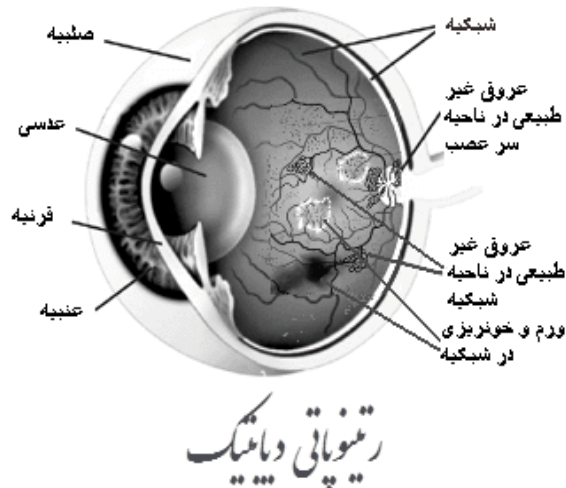 شبکیه
صلبیه
عروق غیر
طبیعی در ناحیه
سر عصب
عدسی
قرنیه
عروق غیر
طبیعی در ناحیه
شبکیه
عنبیه
ورم و خونریزی
در شبکیه
رتینوپاتی دیابتیک